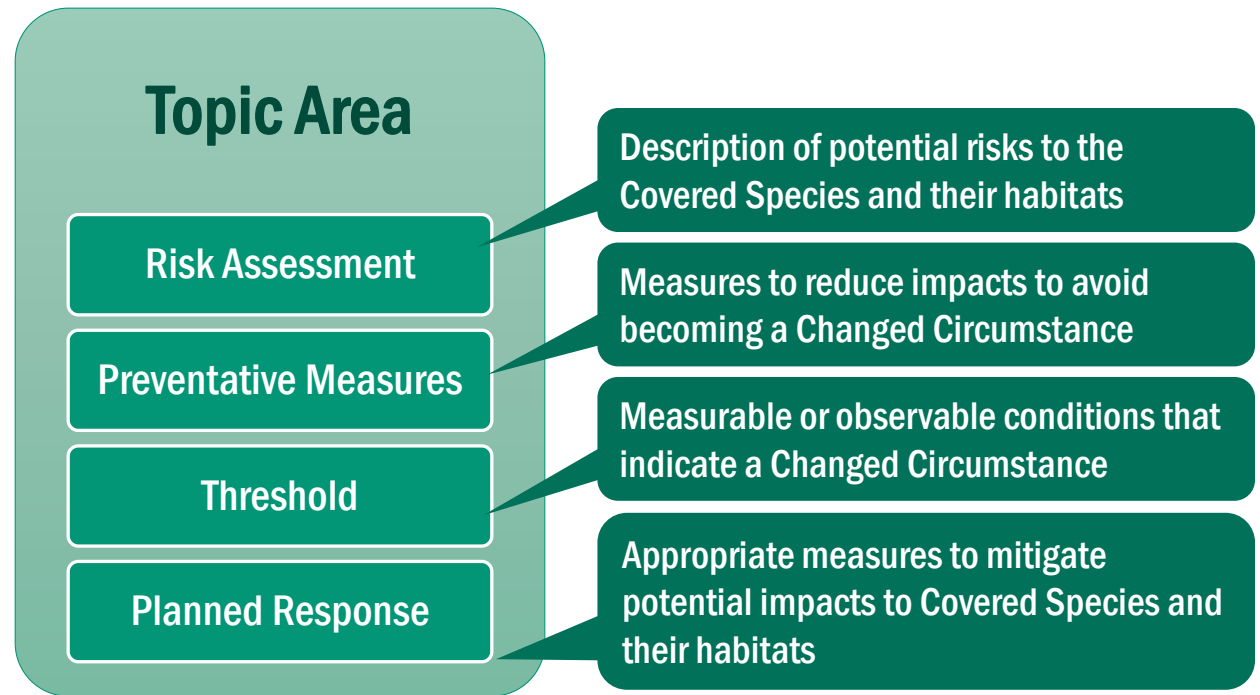 Topic Area
Risk Assessment
Description of potential risks to the
Covered Species and their habitats
Preventative Measures
Measures to reduce impacts to avoid
becoming a Changed Circumstance
Threshold
Measurable or observable conditions that
indicate a Changed Circumstance
Planned Response
Appropriate measures to mitigate
potential impacts to Covered Species and
their habitats